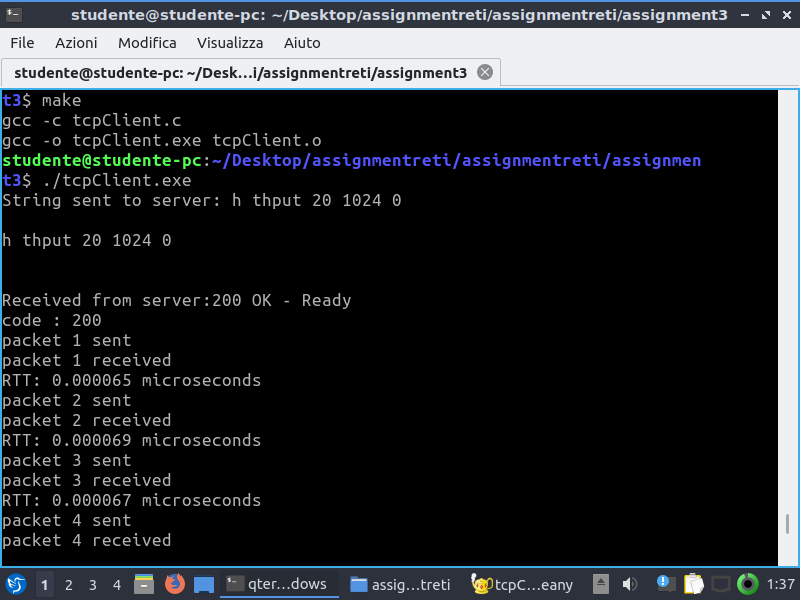 studente@studente-pc: ~/Desktop/assignmentreti/assignmentreti/assignment3
File Azioni Modifica Visualizza Aiuto
studente@studente-pc: ~/Desk...i/assignmentreti/assignment3
t3$ make
gcc -c tcpClient.c
gcc -o tcpClient.exe tcpClient.o
studente@studente-pc:~/Desktop/assignmentreti/assignmentreti/assignmen
t3$ ./tcpClient.exe
String sent to server: h thput 20 1024 0
h thput 20 1024 0
Received from server:200 OK - Ready
code : 200
packet 1 sent
packet 1 received
RTT: 0.000065 microseconds
packet 2 sent
packet 2 received
RTT: 0.000069 microseconds
packet 3 sent
packet 3 received
RTT: 0.000067 microseconds
packet 4 sent
packet 4 received
1 2 3 4 qter...dows assig...treti tcpC...eany 1:37